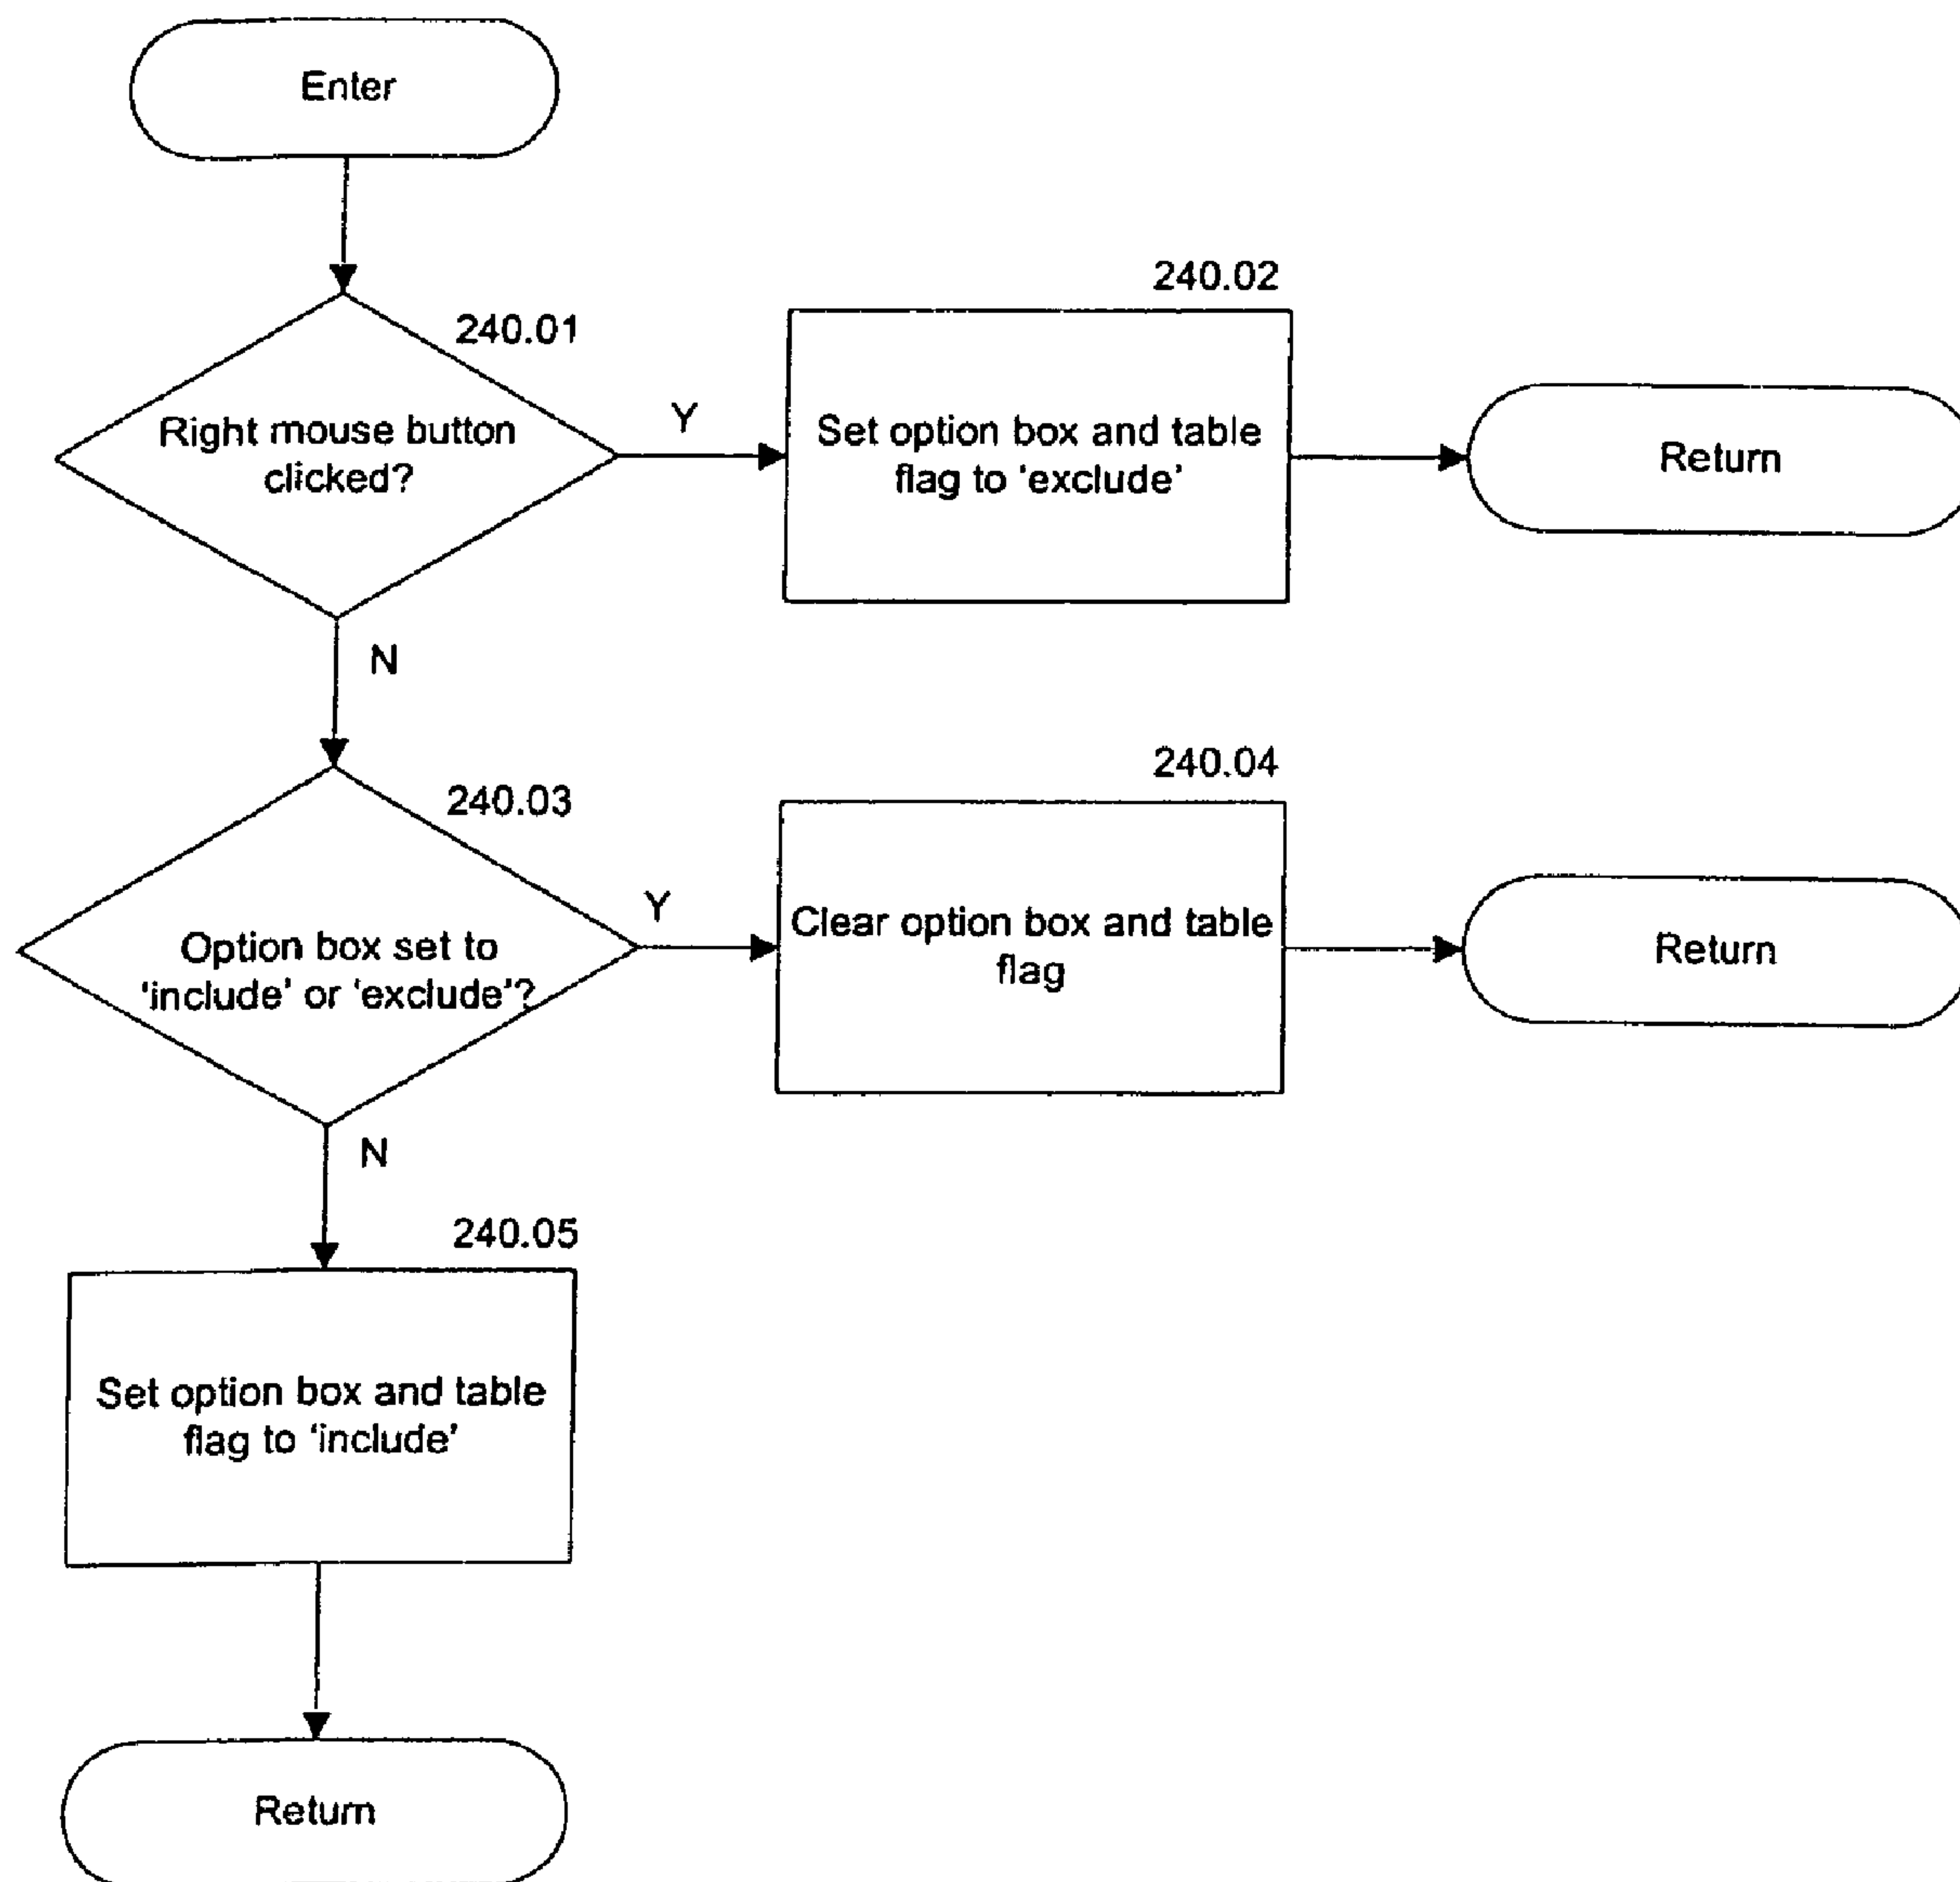 Enter
240.01
Right mouse button
clicked?
Y
240.02
Set option box and table
flag to ‘exclude’
Return
N
240.03
Option box set to
‘include’ or ‘exclude’?
Y
240.04
Clear option box and table
flag
Return
N
240.05
Set option box and table
flag to ‘include’
Return